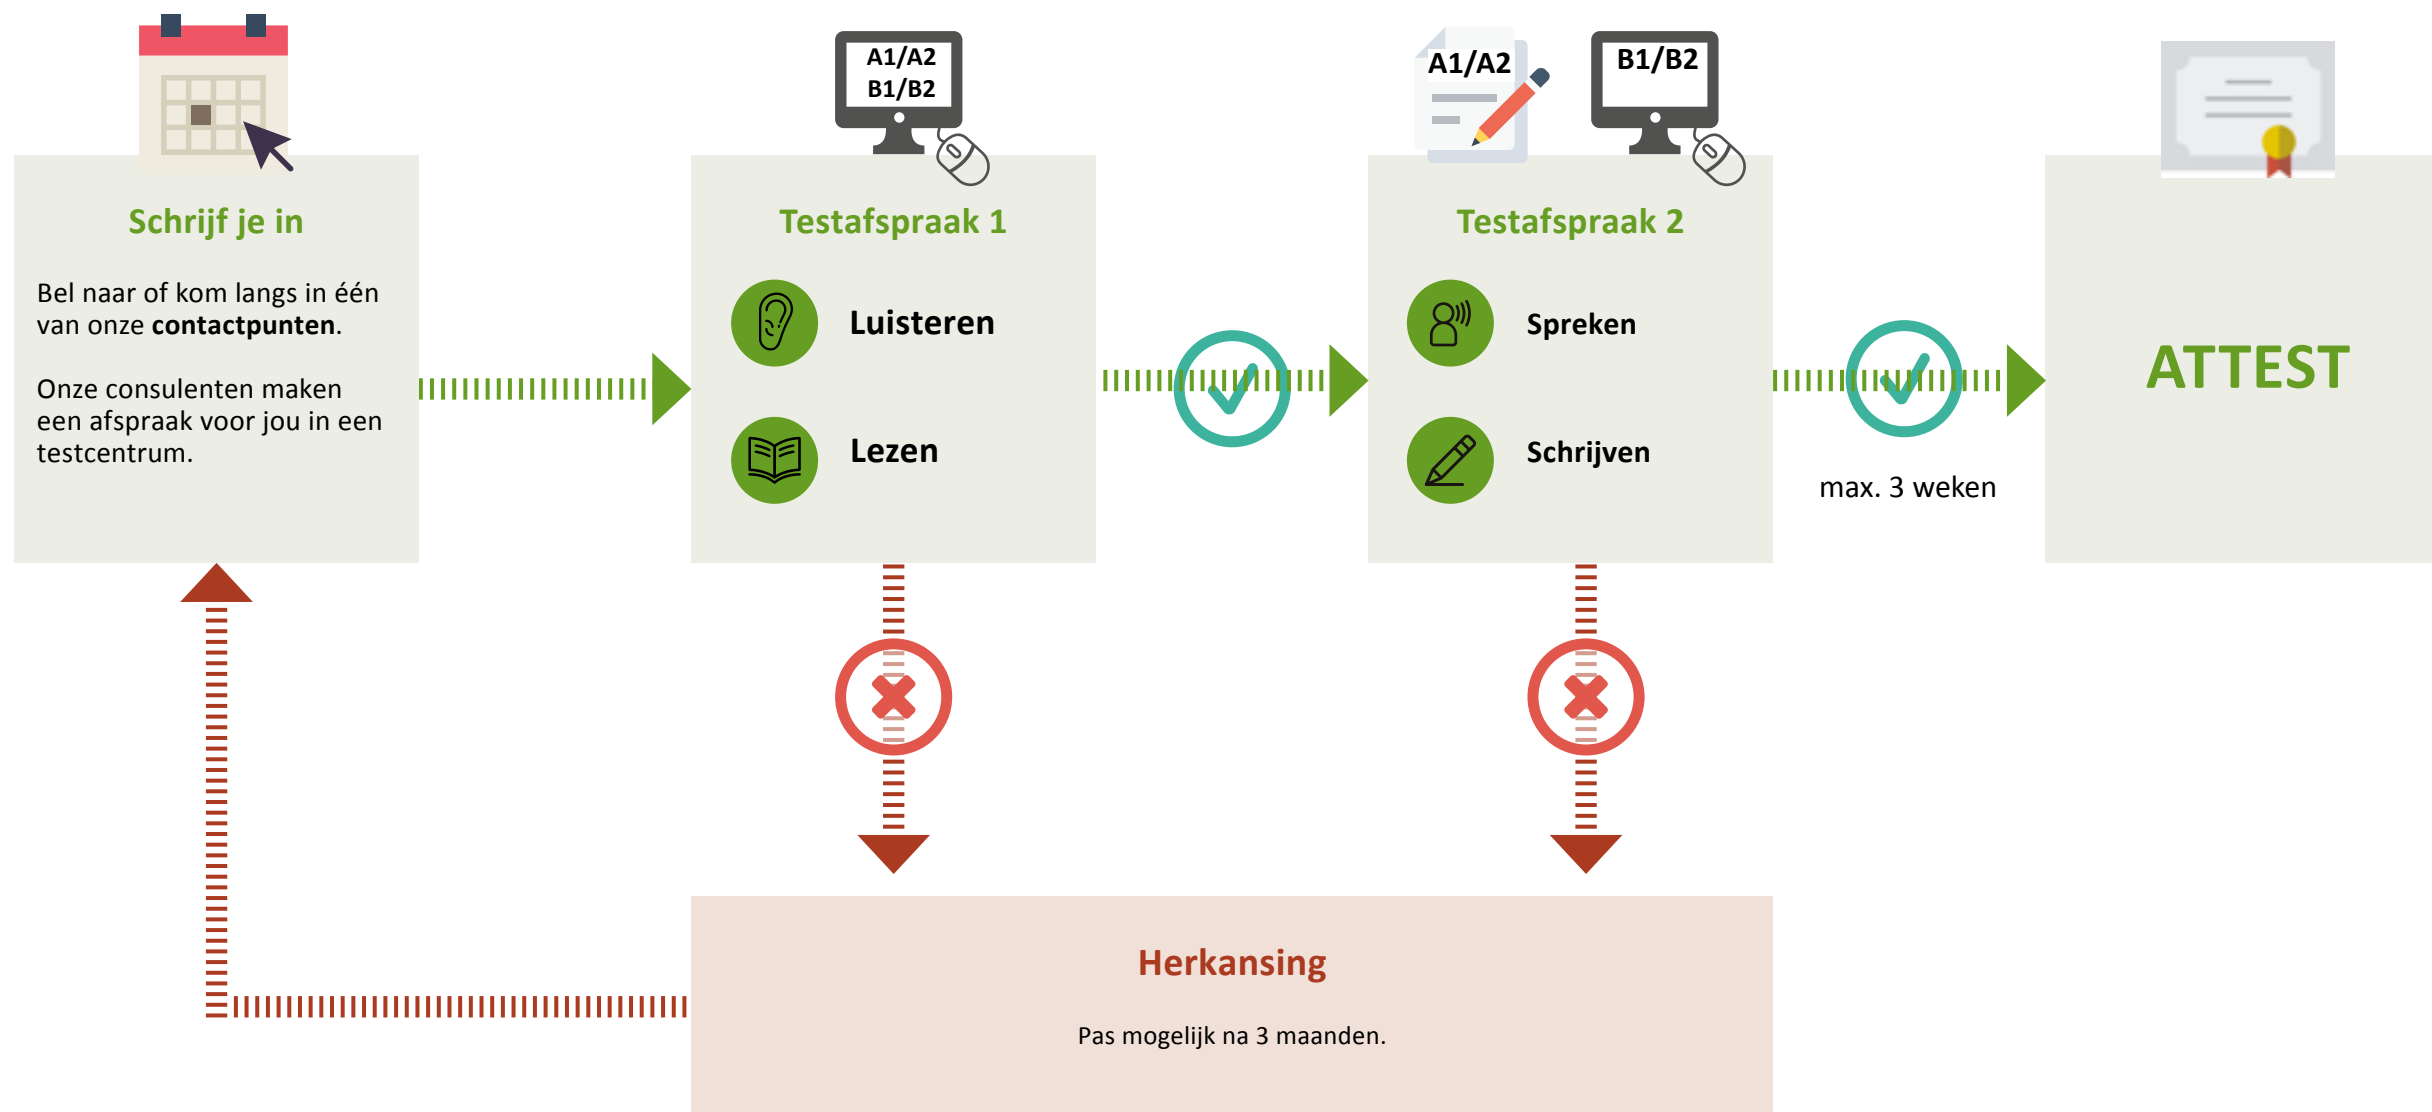 A1/A2
B1/B2
A1/A2
B1/B2
Schrijf je in
Bel naar of kom langs in één
van onze contactpunten.
Onze consulenten maken
een afspraak voor jou in een
testcentrum.
Testafspraak 1
Luisteren
Lezen
Testafspraak 2
Spreken
Schrijven
max. 3 weken
ATTEST
Herkansing
Pas mogelijk na 3 maanden.